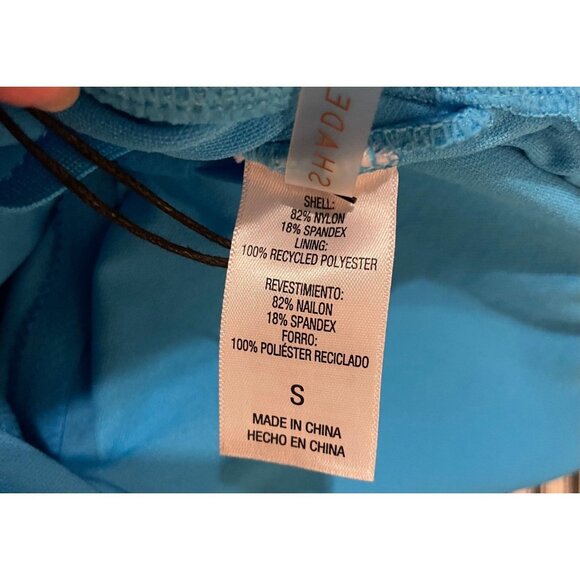 SHADE
SHELL:
82% NYLON
18% SPANDEX
LINING:
100% RECYCLED POLYESTER
REVESTIMIENTO:
82% NAILON
18% SPANDEX
FORRO:
100% POLIÉSTER RECICLADO
S
MADE IN CHINA
HECHO EN CHINA